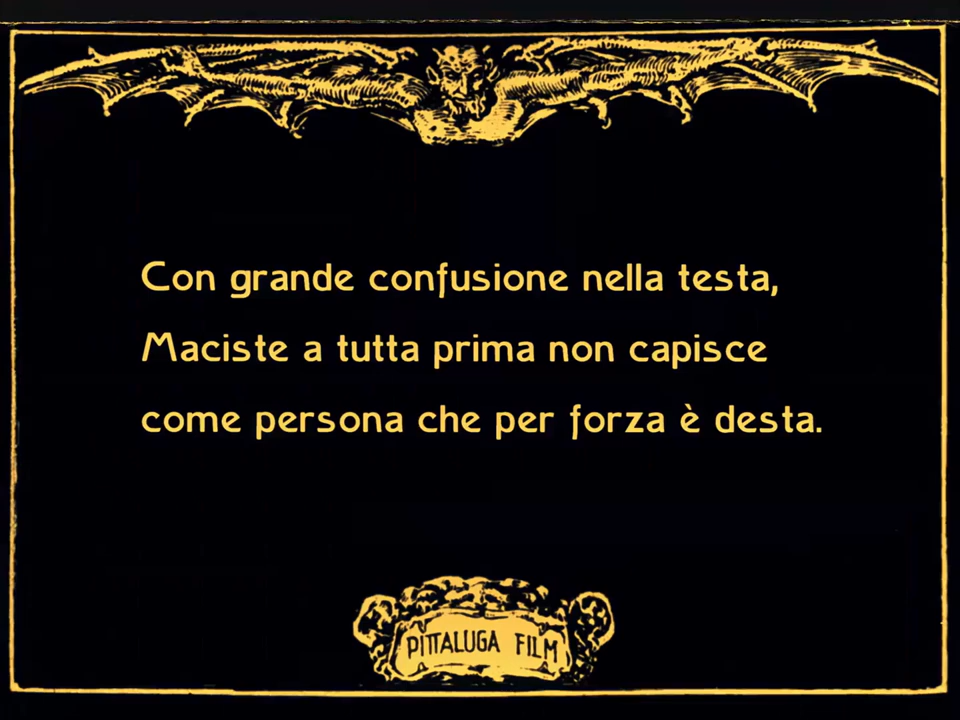 Con grande confusione nella testa,
Maciste a tutta prima non capisce
come persona che per forza è desta.
PITTALUGA FILM